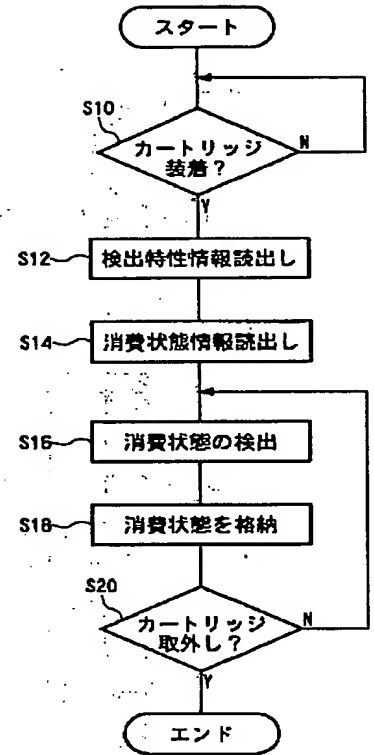 スタート
S10
カートリッジ
装着？
N
Y
S12
検出特性情報読出し
S14
消費状態情報読出し
S16
消費状態の検出
S18
消費状態を格納
S20
カートリッジ
取外し？
N
Y
エンド